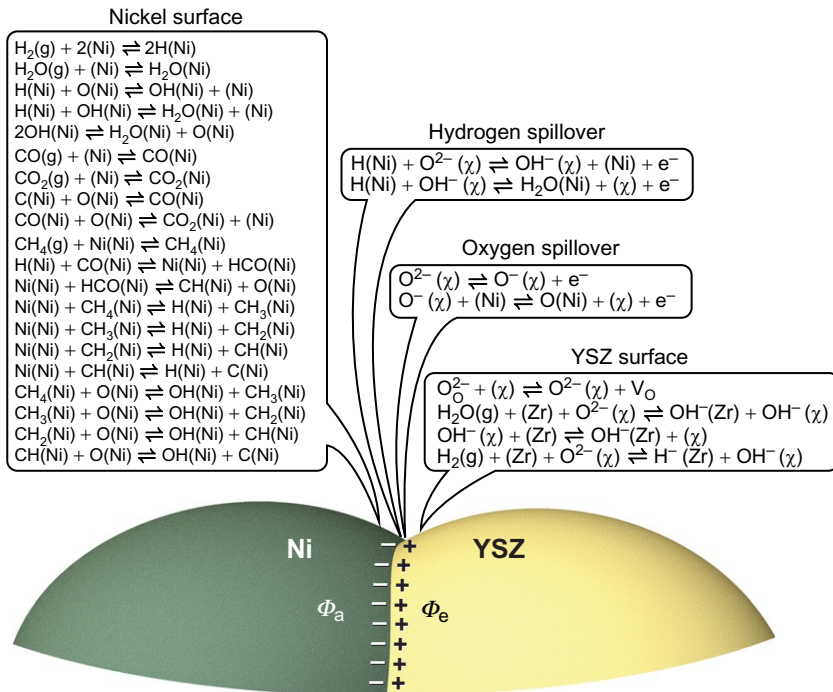 Nickel surface
H₂(g) + 2(Ni) ⇌ 2H(Ni)
H₂O(g) + (Ni) ⇌ H₂O(Ni)
H(Ni) + O(Ni) ⇌ OH(Ni) + (Ni)
H(Ni) + OH(Ni) ⇌ H₂O(Ni) + (Ni)
2OH(Ni) ⇌ H₂O(Ni) + O(Ni)
CO(g) + (Ni) ⇌ CO(Ni)
CO₂(g) + (Ni) ⇌ CO₂(Ni)
C(Ni) + O(Ni) ⇌ CO(Ni)
CO(Ni) + O(Ni) ⇌ CO₂(Ni) + (Ni)
CH₄(g) + Ni(Ni) ⇌ CH₄(Ni)
H(Ni) + CO(Ni) ⇌ Ni(Ni) + HCO(Ni)
Ni(Ni) + HCO(Ni) ⇌ CH(Ni) + O(Ni)
Ni(Ni) + CH₄(Ni) ⇌ H(Ni) + CH₃(Ni)
Ni(Ni) + CH₃(Ni) ⇌ H(Ni) + CH₂(Ni)
Ni(Ni) + CH₂(Ni) ⇌ H(Ni) + CH(Ni)
Ni(Ni) + CH(Ni) ⇌ H(Ni) + C(Ni)
CH₄(Ni) + O(Ni) ⇌ OH(Ni) + CH₃(Ni)
CH₃(Ni) + O(Ni) ⇌ OH(Ni) + CH₂(Ni)
CH₂(Ni) + O(Ni) ⇌ OH(Ni) + CH(Ni)
CH(Ni) + O(Ni) ⇌ OH(Ni) + C(Ni)
Hydrogen spillover
H(Ni) + O²⁻(χ) ⇌ OH⁻(χ) + (Ni) + e⁻
H(Ni) + OH⁻(χ) ⇌ H₂O(Ni) + (χ) + e⁻
Oxygen spillover
O²⁻(χ) ⇌ O⁻(χ) + e⁻
O⁻(χ) + (Ni) ⇌ O(Ni) + (χ) + e⁻
YSZ surface
O_O²⁻ + (χ) ⇌ O²⁻(χ) + V_O
H₂O(g) + (Zr) + O²⁻(χ) ⇌ OH⁻(Zr) + OH⁻(χ)
OH⁻(χ) + (Zr) ⇌ OH⁻(Zr) + (χ)
H₂(g) + (Zr) + O²⁻(χ) ⇌ H⁻(Zr) + OH⁻(χ)
Ni
YSZ
Φₐ
Φₑ
− +
− +
− +
− +
− +
− +
− +
− +